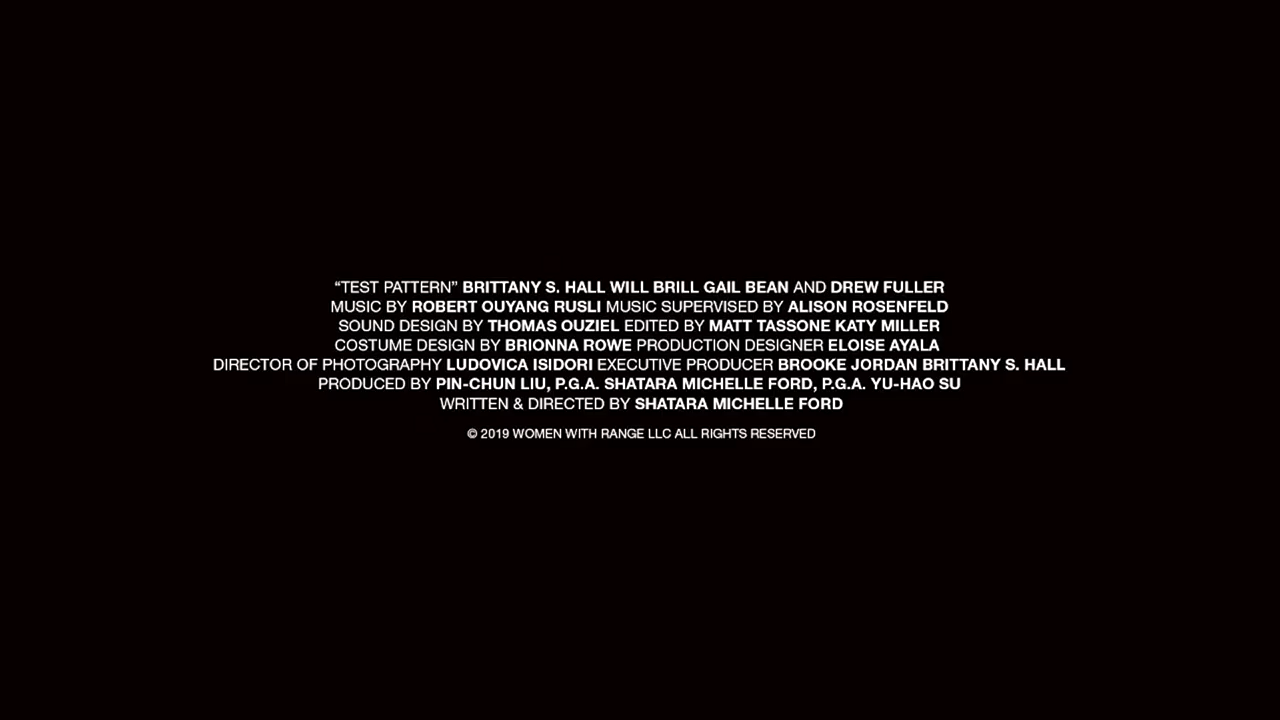 “TEST PATTERN” BRITTANY S. HALL WILL BRILL GAIL BEAN AND DREW FULLER
MUSIC BY ROBERT OUYANG RUSLI MUSIC SUPERVISED BY ALISON ROSENFELD
SOUND DESIGN BY THOMAS OUZIEL EDITED BY MATT TASSONE KATY MILLER
COSTUME DESIGN BY BRIONNA ROWE PRODUCTION DESIGNER ELOISE AYALA
DIRECTOR OF PHOTOGRAPHY LUDOVICA ISIDORI EXECUTIVE PRODUCER BROOKE JORDAN BRITTANY S. HALL
PRODUCED BY PIN-CHUN LIU, P.G.A. SHATARA MICHELLE FORD, P.G.A. YU-HAO SU
WRITTEN & DIRECTED BY SHATARA MICHELLE FORD
© 2019 WOMEN WITH RANGE LLC ALL RIGHTS RESERVED